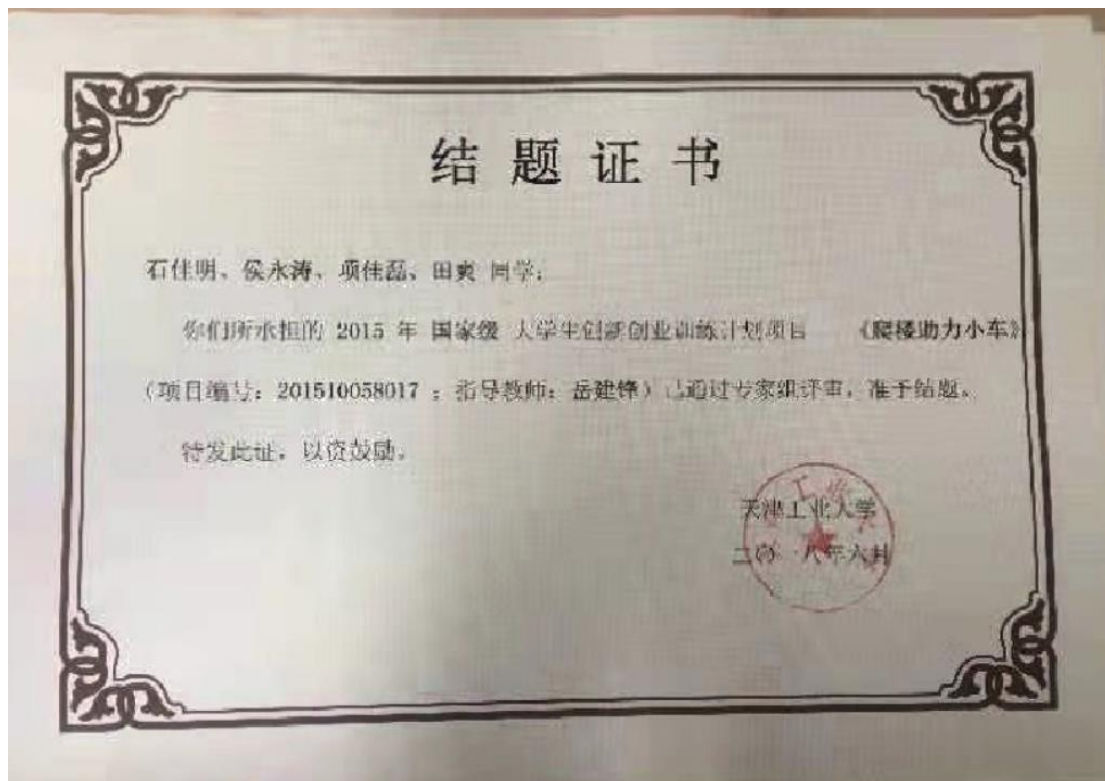 结题证书
石佳明、侯永涛、项佳磊、田爽 同学:
你们所承担的 2015 年 国家级 大学生创新创业训练计划项目 《爬楼助力小车》
(项目编号:201510058017 ;指导教师:岳建锋)已通过专家组评审,准予结题。
特发此证,以资鼓励。
天津工业大学
二〇一八年六月